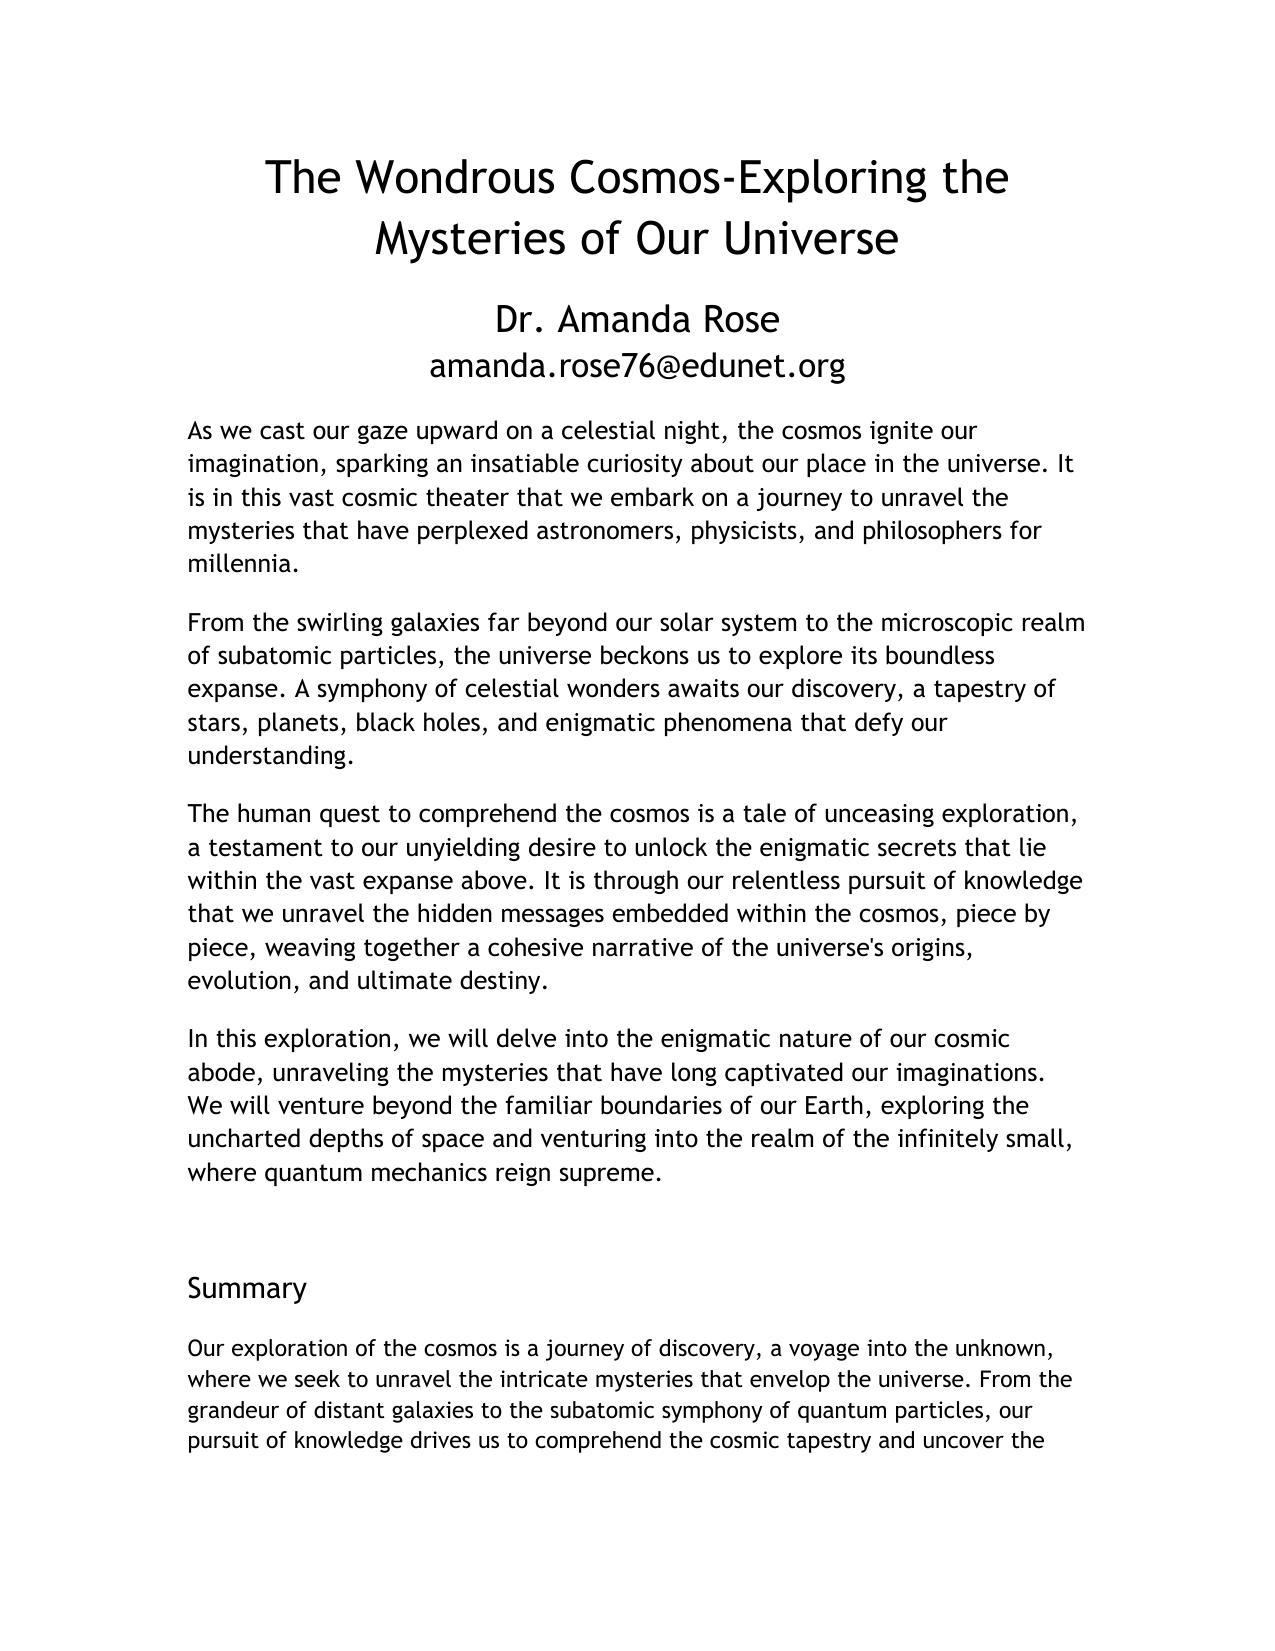 The Wondrous Cosmos-Exploring the
Mysteries of Our Universe
Dr. Amanda Rose
amanda.rose76@edunet.org
As we cast our gaze upward on a celestial night, the cosmos ignite our
imagination, sparking an insatiable curiosity about our place in the universe. It
is in this vast cosmic theater that we embark on a journey to unravel the
mysteries that have perplexed astronomers, physicists, and philosophers for
millennia.
From the swirling galaxies far beyond our solar system to the microscopic realm
of subatomic particles, the universe beckons us to explore its boundless
expanse. A symphony of celestial wonders awaits our discovery, a tapestry of
stars, planets, black holes, and enigmatic phenomena that defy our
understanding.
The human quest to comprehend the cosmos is a tale of unceasing exploration,
a testament to our unyielding desire to unlock the enigmatic secrets that lie
within the vast expanse above. It is through our relentless pursuit of knowledge
that we unravel the hidden messages embedded within the cosmos, piece by
piece, weaving together a cohesive narrative of the universe's origins,
evolution, and ultimate destiny.
In this exploration, we will delve into the enigmatic nature of our cosmic
abode, unraveling the mysteries that have long captivated our imaginations.
We will venture beyond the familiar boundaries of our Earth, exploring the
uncharted depths of space and venturing into the realm of the infinitely small,
where quantum mechanics reign supreme.
Summary
Our exploration of the cosmos is a journey of discovery, a voyage into the unknown,
where we seek to unravel the intricate mysteries that envelop the universe. From the
grandeur of distant galaxies to the subatomic symphony of quantum particles, our
pursuit of knowledge drives us to comprehend the cosmic tapestry and uncover the